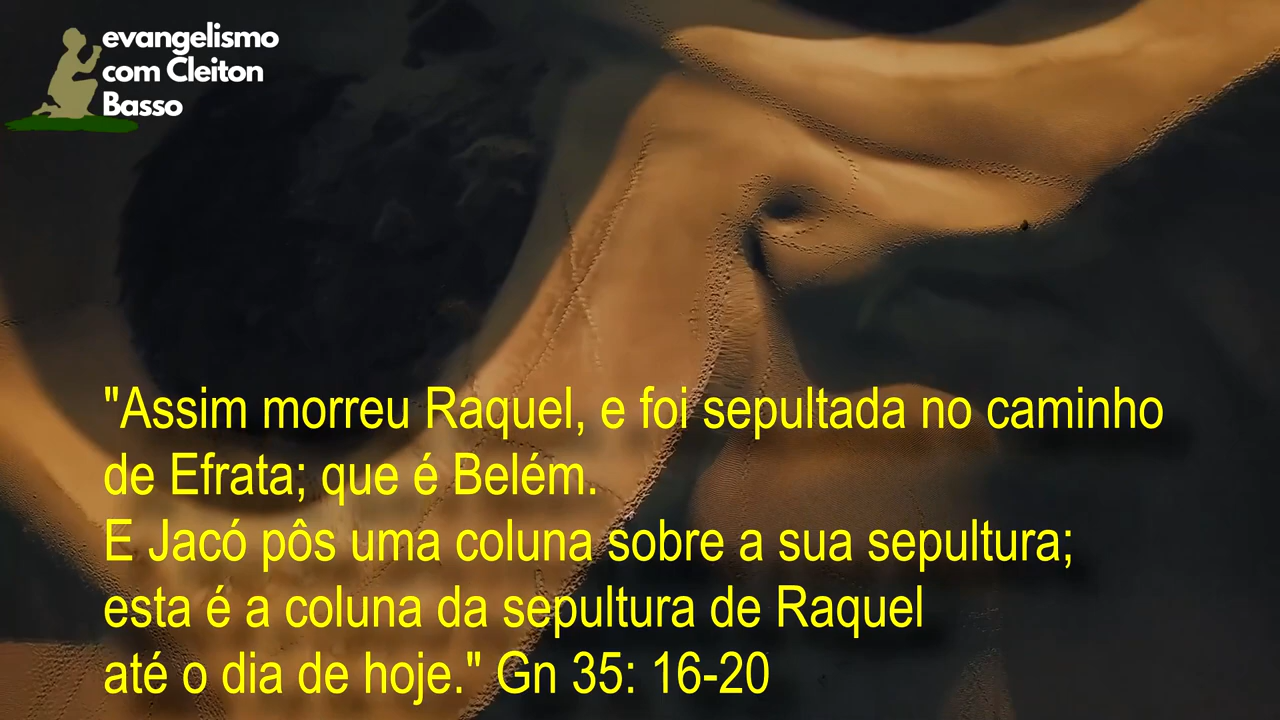 evangelismo
com Cleiton
Basso
"Assim morreu Raquel, e foi sepultada no caminho
de Efrata; que é Belém.
E Jacó pôs uma coluna sobre a sua sepultura;
esta é a coluna da sepultura de Raquel
até o dia de hoje." Gn 35: 16-20